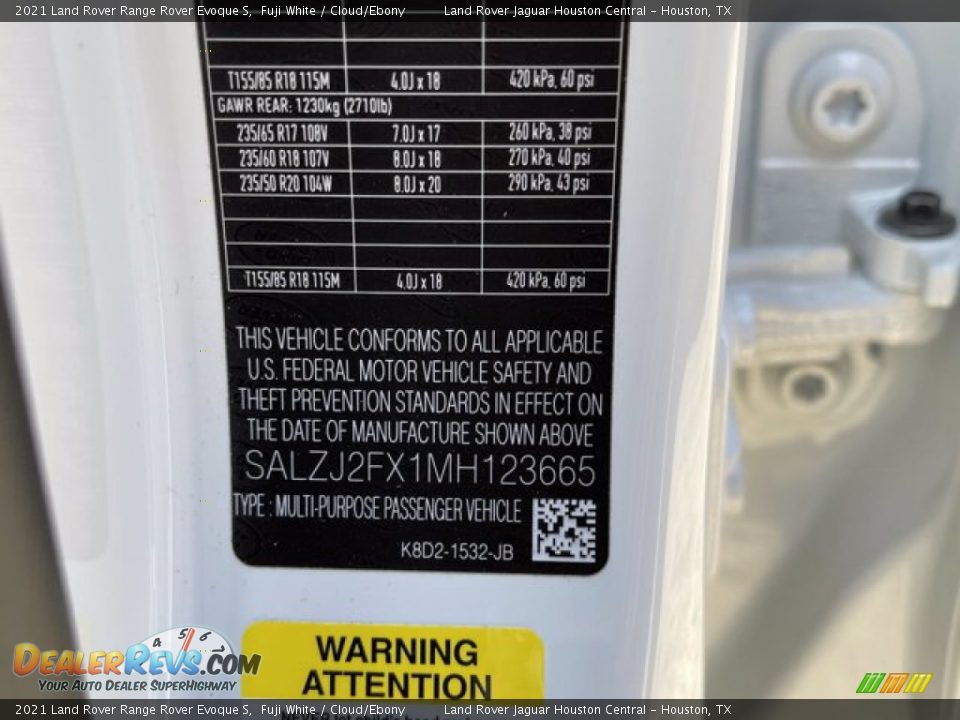 2021 Land Rover Range Rover Evoque S, Fuji White / Cloud/Ebony Land Rover Jaguar Houston Central - Houston, TX
T155/85 R18 115M 4.0J x 18 420 kPa, 60 psi
GAWR REAR: 1230kg (2710lb)
235/65 R17 108V 7.0J x 17 260 kPa, 38 psi
235/60 R18 107V 8.0J x 18 270 kPa, 40 psi
235/50 R20 104W 8.0J x 20 290 kPa, 43 psi
T155/85 R18 115M 4.0J x 18 420 kPa, 60 psi
THIS VEHICLE CONFORMS TO ALL APPLICABLE
U.S. FEDERAL MOTOR VEHICLE SAFETY AND
THEFT PREVENTION STANDARDS IN EFFECT ON
THE DATE OF MANUFACTURE SHOWN ABOVE
SALZJ2FX1MH123665
TYPE : MULTI-PURPOSE PASSENGER VEHICLE
K8D2-1532-JB
WARNING
ATTENTION
4 5 6 7
DEALERREVS.COM
YOUR AUTO DEALER SUPERHIGHWAY
2021 Land Rover Range Rover Evoque S, Fuji White / Cloud/Ebony Land Rover Jaguar Houston Central - Houston, TX